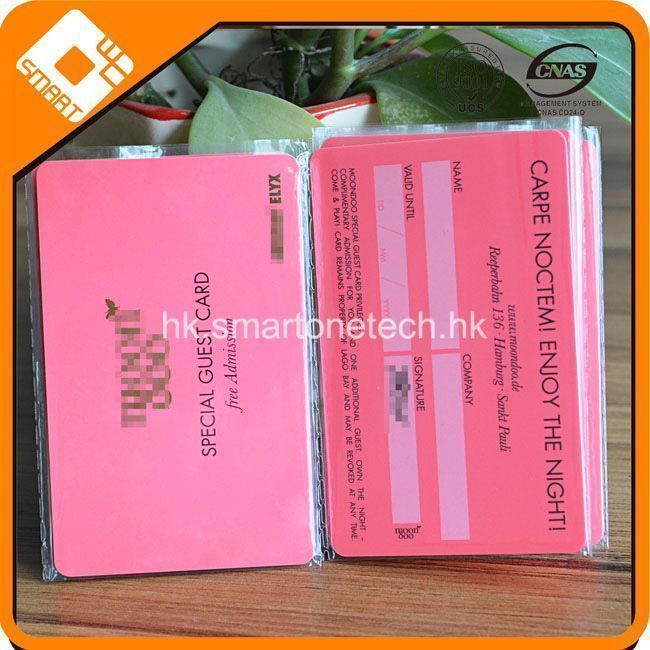 SMART
ELYX
SPECIAL GUEST CARD
free Admission
CARPE NOCTEM! ENJOY THE NIGHT!
Reeperbahn 136 · Hamburg · Sankt Pauli
www.moondoo.de
NAME
COMPANY
VALID UNTIL
DD / MM / YYYY
SIGNATURE
MOONDOO SPECIAL GUEST CARD
COMPLIMENTARY ADMISSION FOR YOU AND ONE ADDITIONAL GUEST. OWN THE NIGHT –
COME & PLAY! CARD REMAINS PROPERTY OF LAGO BAY AND MAY BE REVOKED AT ANY TIME.
moon
doo
hk.smartonetech.hk
UCS
CNAS
MANAGEMENT SYSTEM